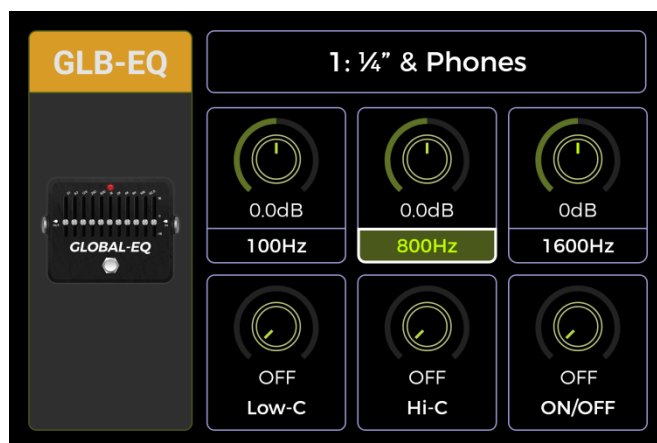 GLB-EQ
1: ¼” & Phones
0.0dB
100Hz
0.0dB
800Hz
0dB
1600Hz
GLOBAL-EQ
OFF
Low-C
OFF
Hi-C
OFF
ON/OFF